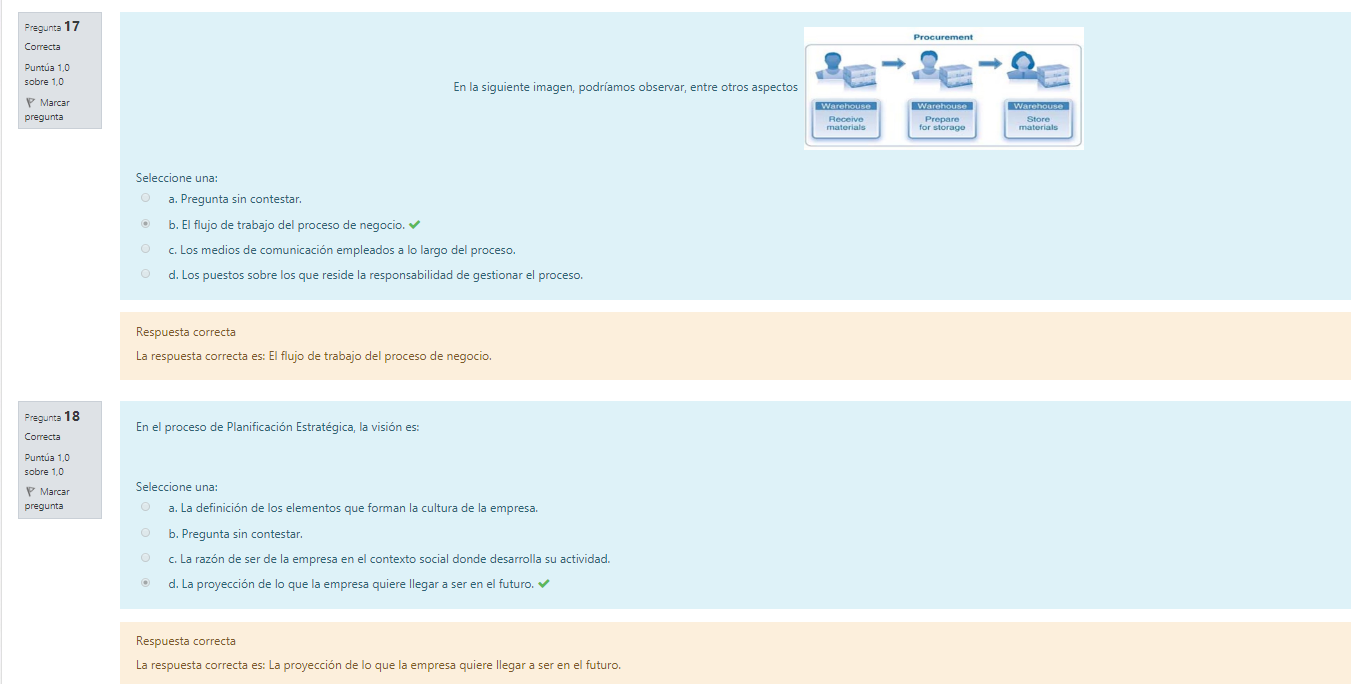 Pregunta 17
Correcta
Puntúa 1,0
sobre 1,0
Marcar
pregunta
En la siguiente imagen, podríamos observar, entre otros aspectos
Procurement
Warehouse
Receive
materials
Warehouse
Prepare
for storage
Warehouse
Store
materials
Seleccione una:
a. Pregunta sin contestar.
b. El flujo de trabajo del proceso de negocio.
c. Los medios de comunicación empleados a lo largo del proceso.
d. Los puestos sobre los que reside la responsabilidad de gestionar el proceso.
Respuesta correcta
La respuesta correcta es: El flujo de trabajo del proceso de negocio.
Pregunta 18
Correcta
Puntúa 1,0
sobre 1,0
Marcar
pregunta
En el proceso de Planificación Estratégica, la visión es:
Seleccione una:
a. La definición de los elementos que forman la cultura de la empresa.
b. Pregunta sin contestar.
c. La razón de ser de la empresa en el contexto social donde desarrolla su actividad.
d. La proyección de lo que la empresa quiere llegar a ser en el futuro.
Respuesta correcta
La respuesta correcta es: La proyección de lo que la empresa quiere llegar a ser en el futuro.